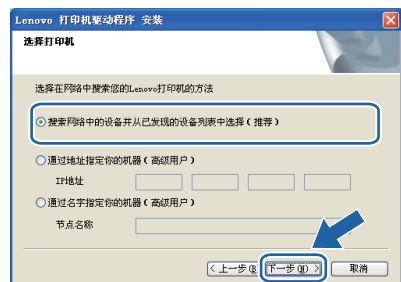 Lenovo 打印机驱动程序 安装
选择打印机
选择在网络中搜索您的Lenovo打印机的方法
搜索网络中的设备并从已发现的设备列表中选择（推荐）
通过地址指定你的机器（高级用户）
IP地址
通过名字指定你的机器（高级用户）
节点名称
<上一步(B) 下一步(N) > 取消